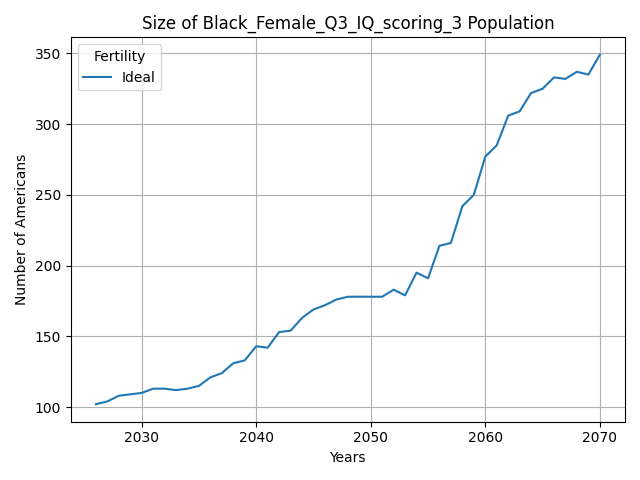 Size of Black_Female_Q3_IQ_scoring_3 Population
Fertility
Ideal
Number of Americans
350
300
250
200
150
100
2030 2040 2050 2060 2070
Years